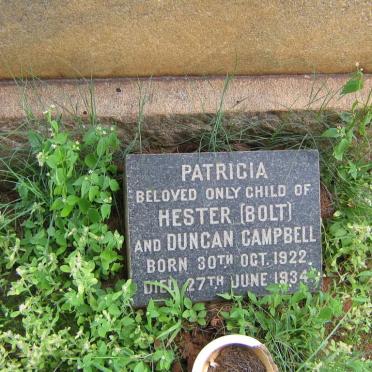 PATRICIA
BELOVED ONLY CHILD OF
HESTER (BOLT)
AND DUNCAN CAMPBELL
BORN 30TH OCT. 1922.
DIED 27TH JUNE 1934.